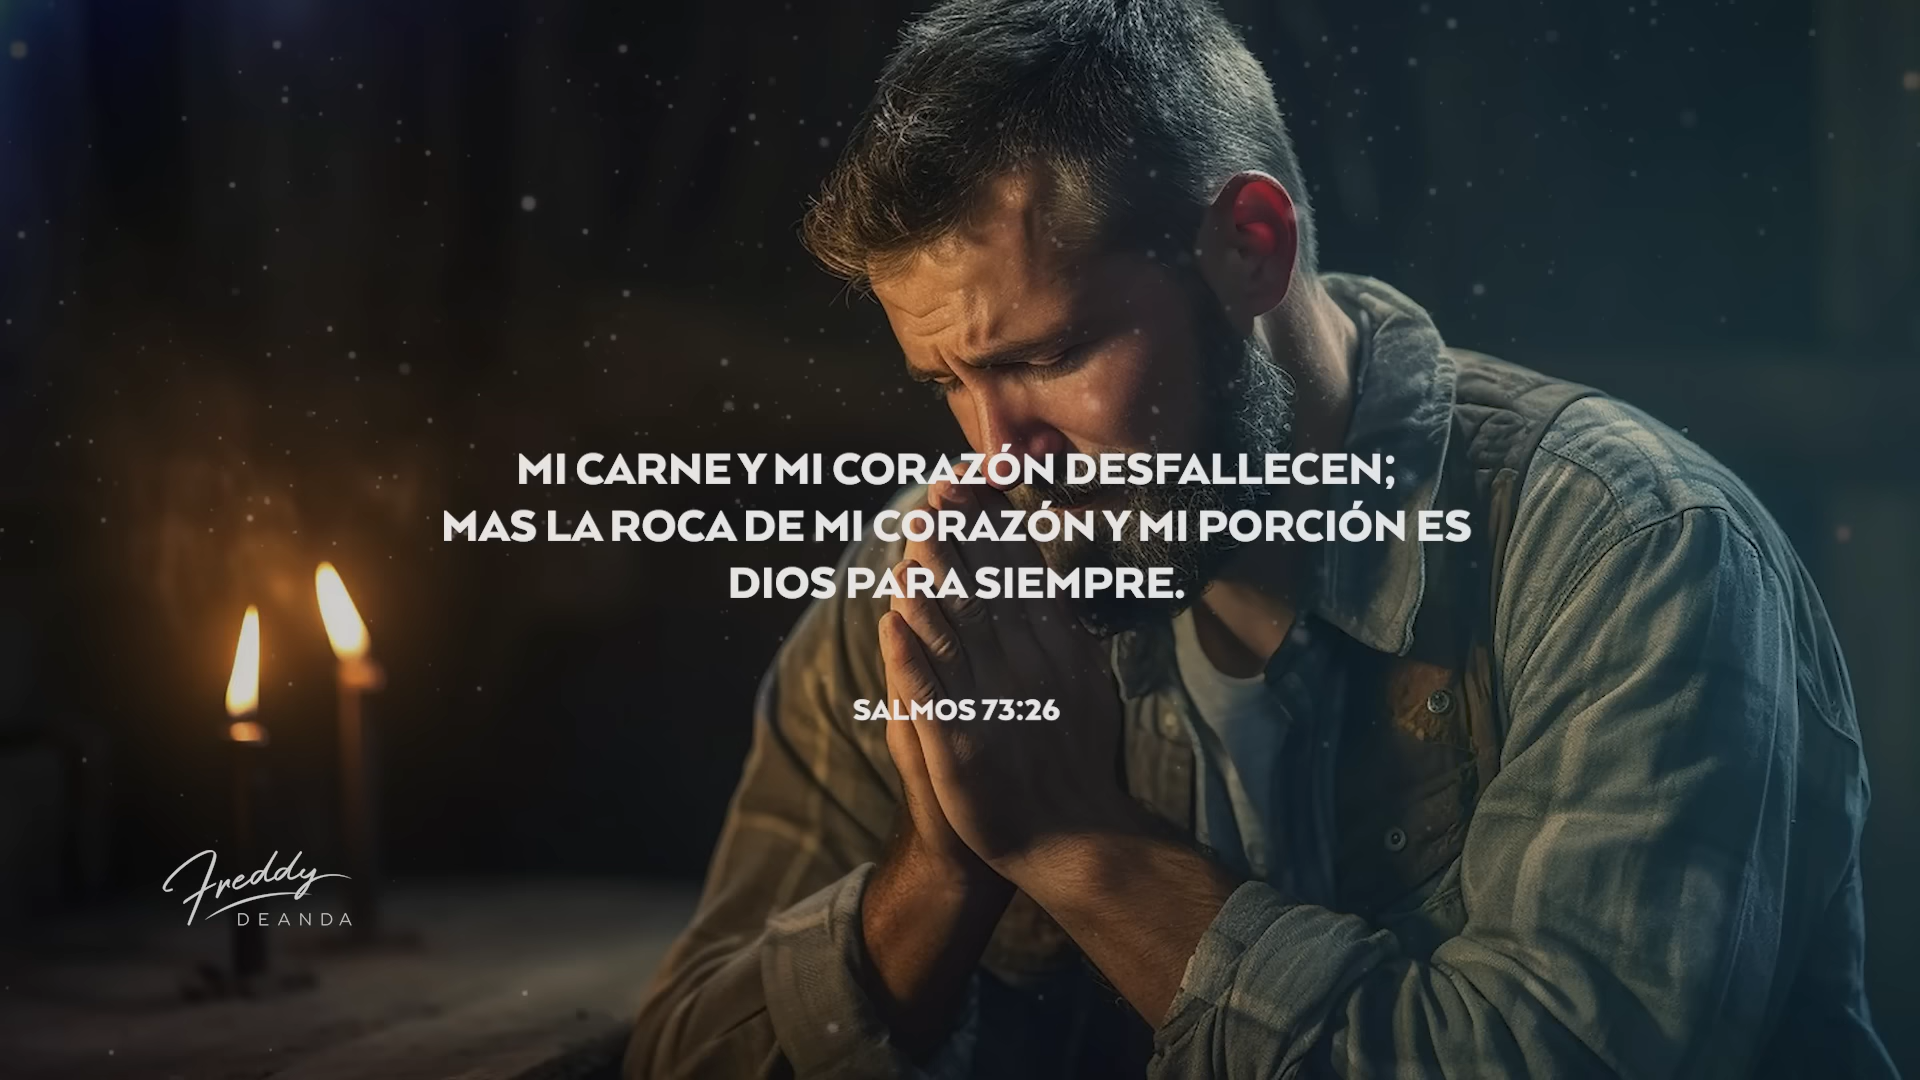 MI CARNE Y MI CORAZÓN DESFALLECEN;
MAS LA ROCA DE MI CORAZÓN Y MI PORCIÓN ES
DIOS PARA SIEMPRE.
SALMOS 73:26
Freddy
DEANDA